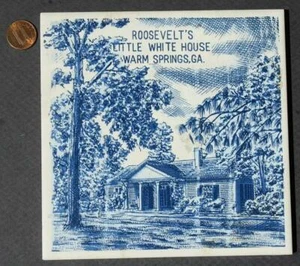 ROOSEVELT'S
LITTLE WHITE HOUSE
WARM SPRINGS,GA.